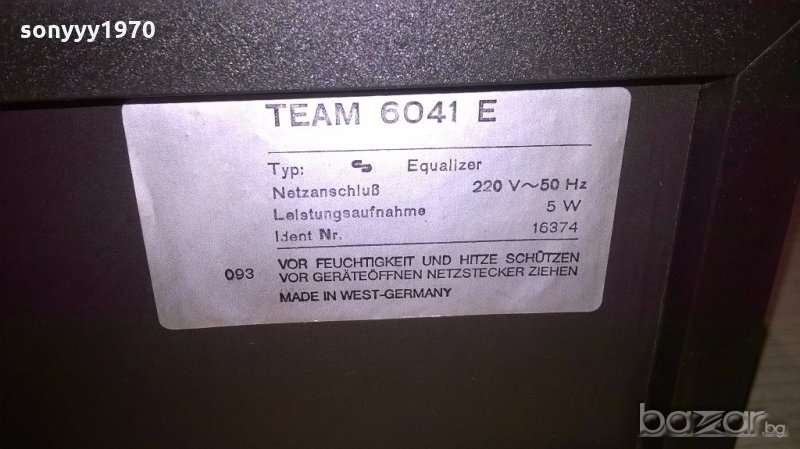 sonyyy1970
TEAM 6041 E
Typ: Equalizer
Netzanschluß 220 V~50 Hz
Leistungsaufnahme 5 W
Ident Nr. 16374
VOR FEUCHTIGKEIT UND HITZE SCHÜTZEN
093 VOR GERÄTEÖFFNEN NETZSTECKER ZIEHEN
MADE IN WEST-GERMANY
bazar.bg